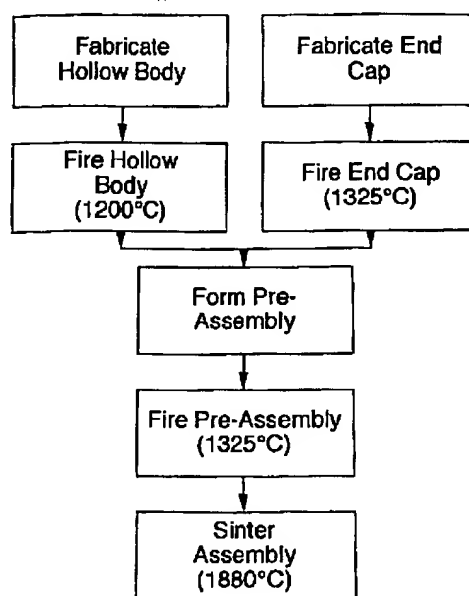 Fabricate
Hollow Body
Fabricate End
Cap
Fire Hollow
Body
(1200°C)
Fire End Cap
(1325°C)
Form Pre-
Assembly
Fire Pre-Assembly
(1325°C)
Sinter
Assembly
(1880°C)